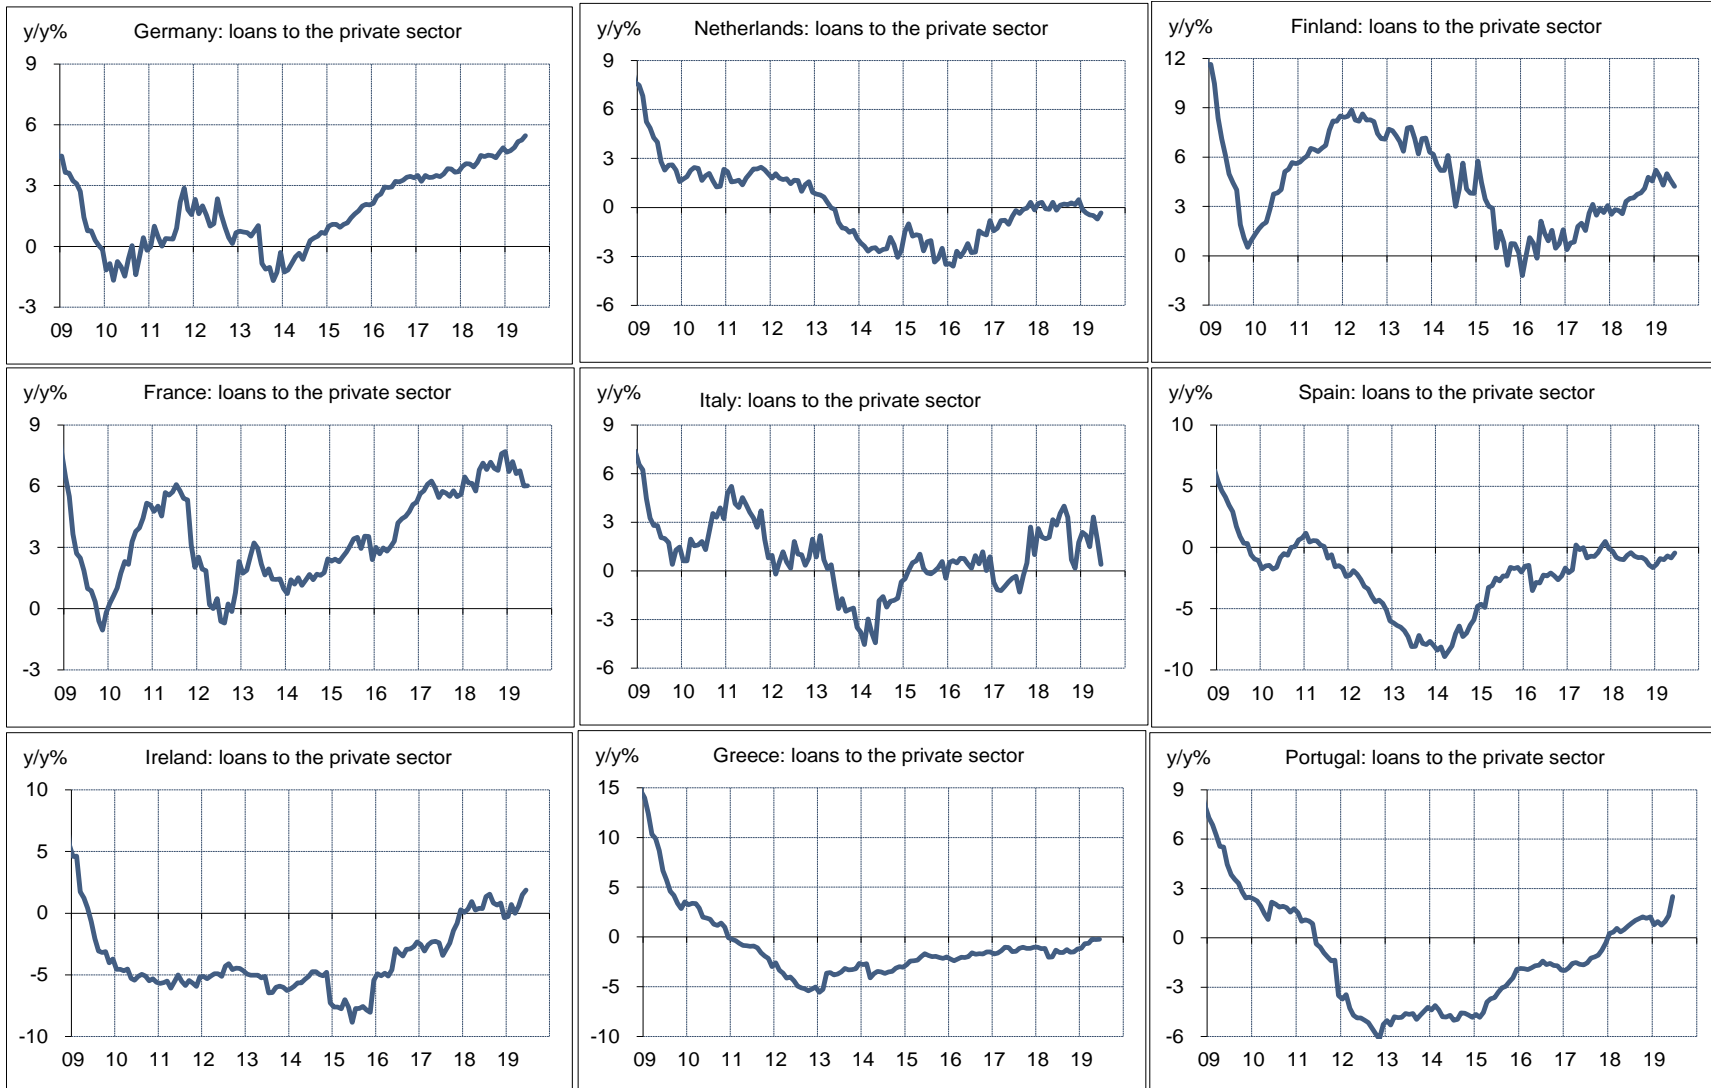 y/y% Germany: loans to the private sector
9
6
3
0
-3
09 10 11 12 13 14 15 16 17 18 19
y/y% Netherlands: loans to the private sector
9
6
3
0
-3
-6
09 10 11 12 13 14 15 16 17 18 19
y/y% Finland: loans to the private sector
12
9
6
3
0
-3
09 10 11 12 13 14 15 16 17 18 19
y/y% France: loans to the private sector
9
6
3
0
-3
09 10 11 12 13 14 15 16 17 18 19
y/y% Italy: loans to the private sector
9
6
3
0
-3
-6
09 10 11 12 13 14 15 16 17 18 19
y/y% Spain: loans to the private sector
10
5
0
-5
-10
09 10 11 12 13 14 15 16 17 18 19
y/y% Ireland: loans to the private sector
10
5
0
-5
-10
09 10 11 12 13 14 15 16 17 18 19
y/y% Greece: loans to the private sector
15
10
5
0
-5
-10
09 10 11 12 13 14 15 16 17 18 19
y/y% Portugal: loans to the private sector
9
6
3
0
-3
-6
09 10 11 12 13 14 15 16 17 18 19